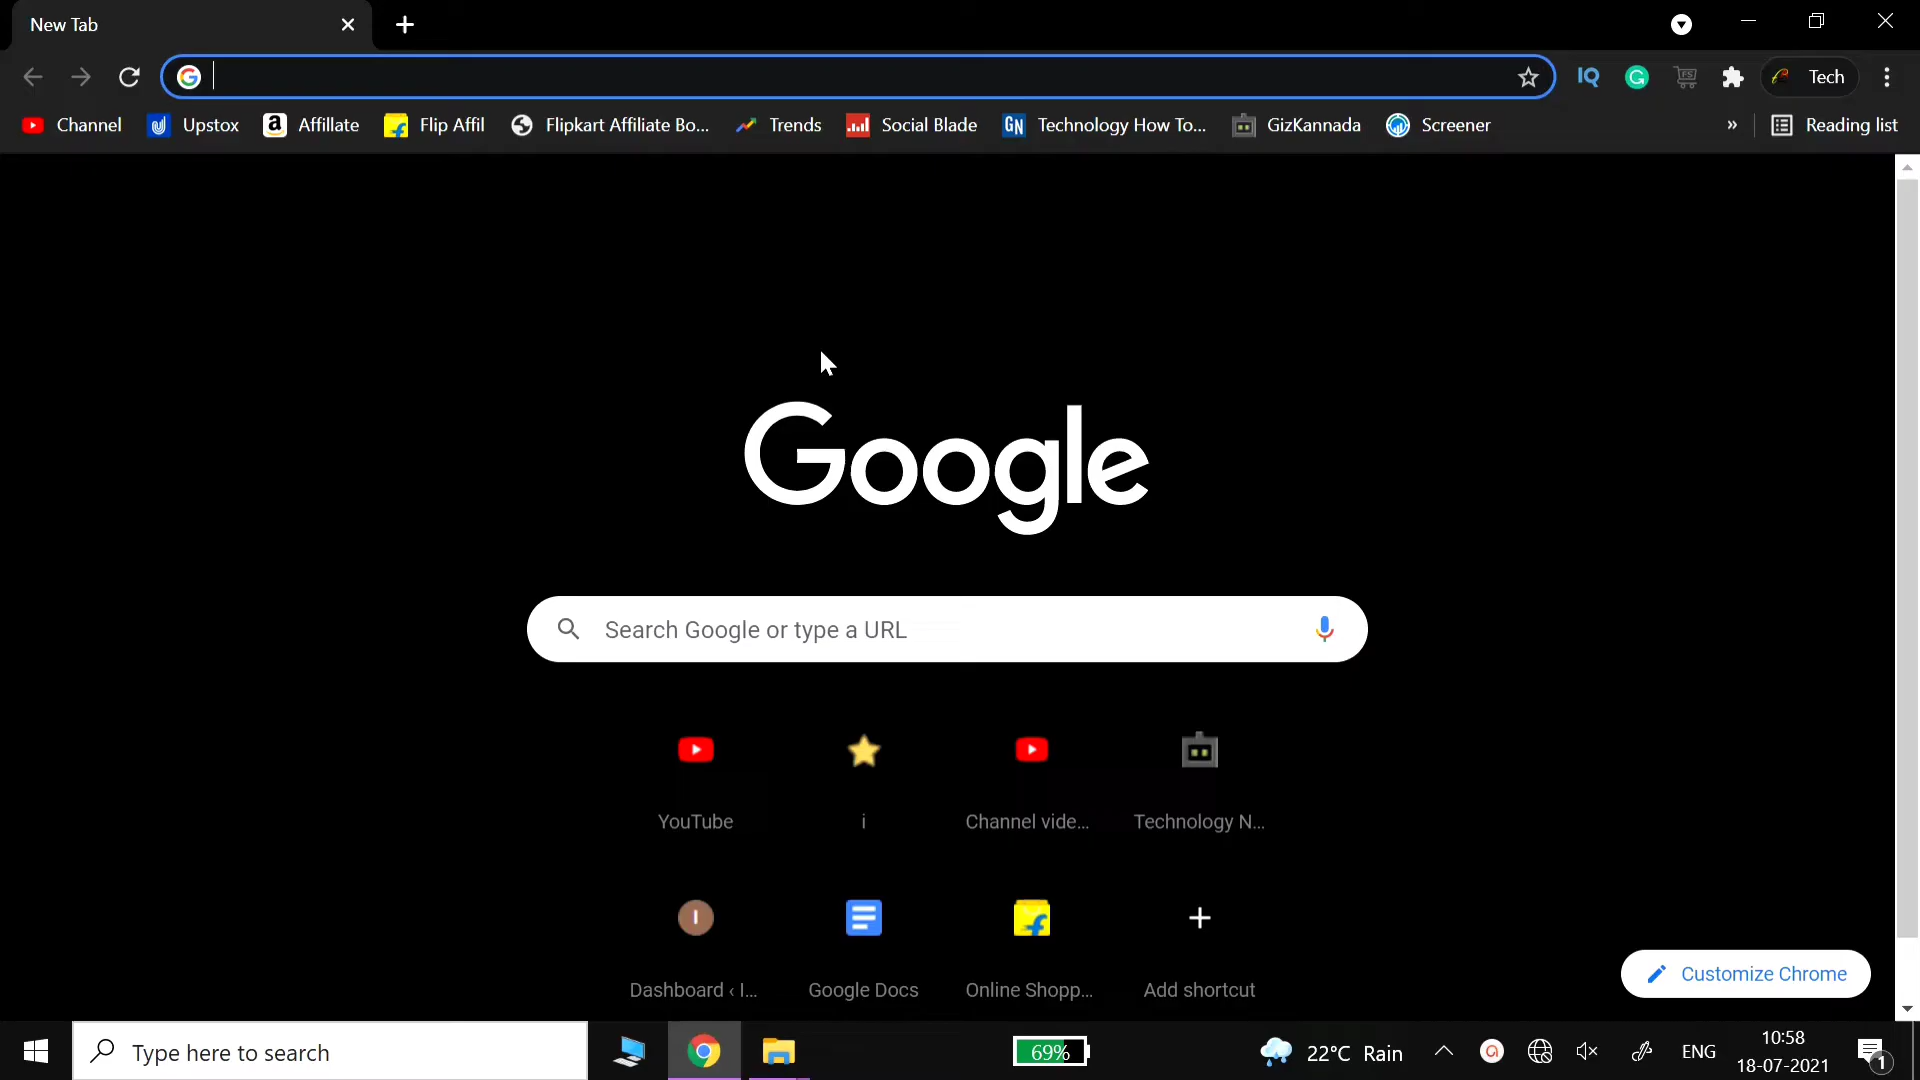 New Tab
Tech
Channel Upstox Affillate Flip Affil Flipkart Affiliate Bo... Trends Social Blade Technology How To... GizKannada Screener » Reading list
Google
Search Google or type a URL
YouTube i Channel vide... Technology N...
Dashboard ‹ I... Google Docs Online Shopp... Add shortcut
Customize Chrome
Type here to search 69% 22°C Rain ENG 10:58
18-07-2021 1